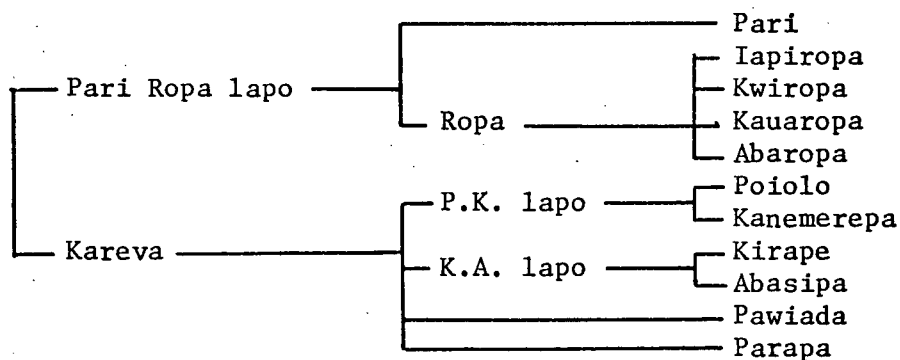 Pari
Iapiropa
Pari Ropa lapo
Kwiropa
Ropa
Kauaropa
Abaropa
P.K. lapo
Poiolo
Kanemerepa
Kareva
K.A. lapo
Kirape
Abasipa
Pawiada
Parapa